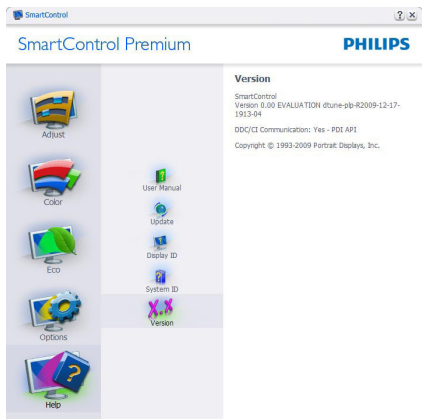 SmartControl
SmartControl Premium
PHILIPS
Adjust
Color
Eco
Options
Help
User Manual
Update
Display ID
System ID
X.X
Version
Version
SmartControl
Version 0.00 EVALUATION dtune-plp-R2009-12-17-
1913-04
DDC/CI Communication: Yes - PDI API
Copyright © 1993-2009 Portrait Displays, Inc.